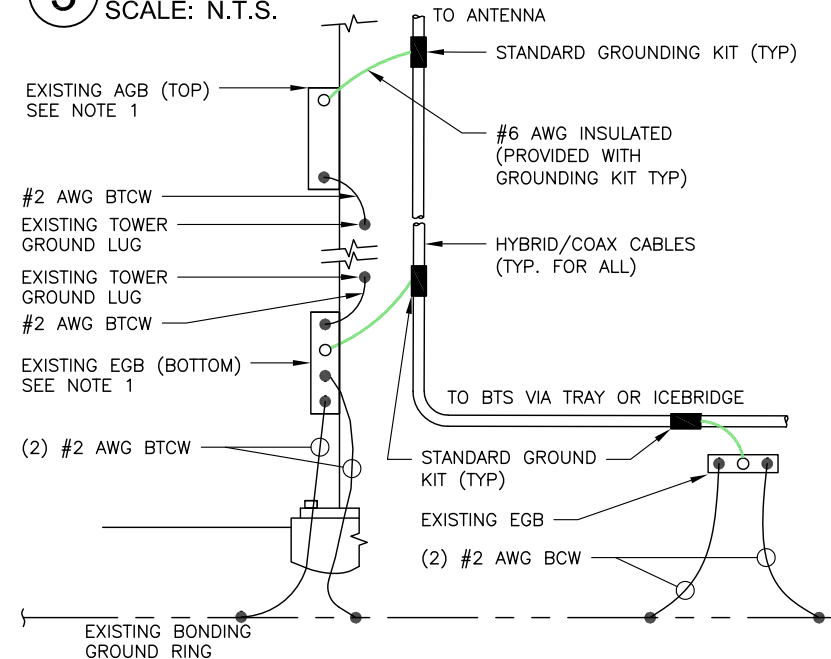 SCALE: N.T.S.
TO ANTENNA
STANDARD GROUNDING KIT (TYP)
EXISTING AGB (TOP)
SEE NOTE 1
#6 AWG INSULATED
(PROVIDED WITH
GROUNDING KIT TYP)
#2 AWG BTCW
EXISTING TOWER
GROUND LUG
HYBRID/COAX CABLES
(TYP. FOR ALL)
EXISTING TOWER
GROUND LUG
#2 AWG BTCW
EXISTING EGB (BOTTOM)
SEE NOTE 1
TO BTS VIA TRAY OR ICEBRIDGE
(2) #2 AWG BTCW
STANDARD GROUND
KIT (TYP)
EXISTING EGB
(2) #2 AWG BCW
EXISTING BONDING
GROUND RING